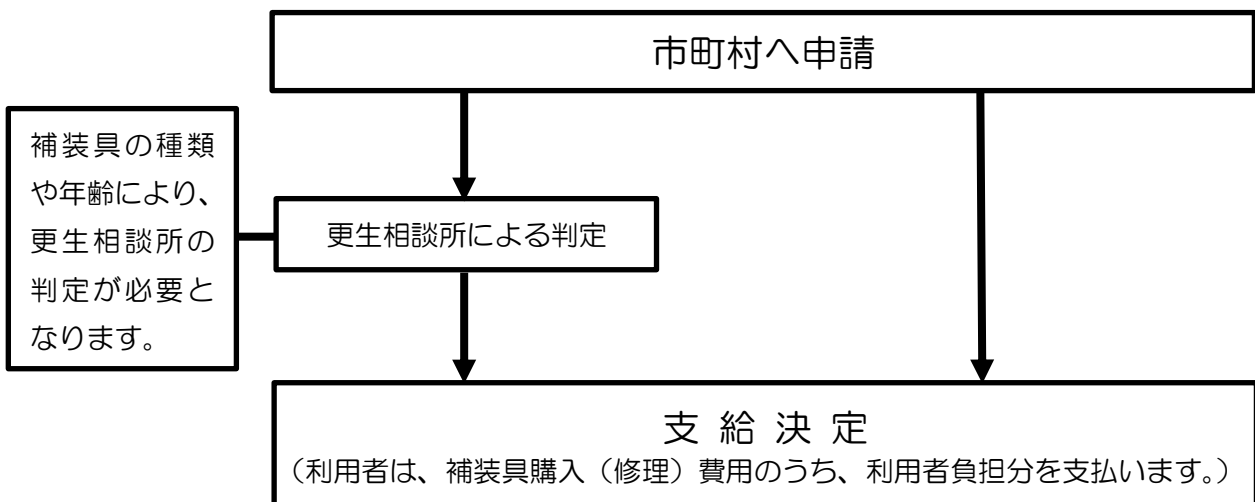 市町村へ申請
補装具の種類
や年齢により、
更生相談所の
判定が必要と
なります。
更生相談所による判定
支給決定
（利用者は、補装具購入（修理）費用のうち、利用者負担分を支払います。）